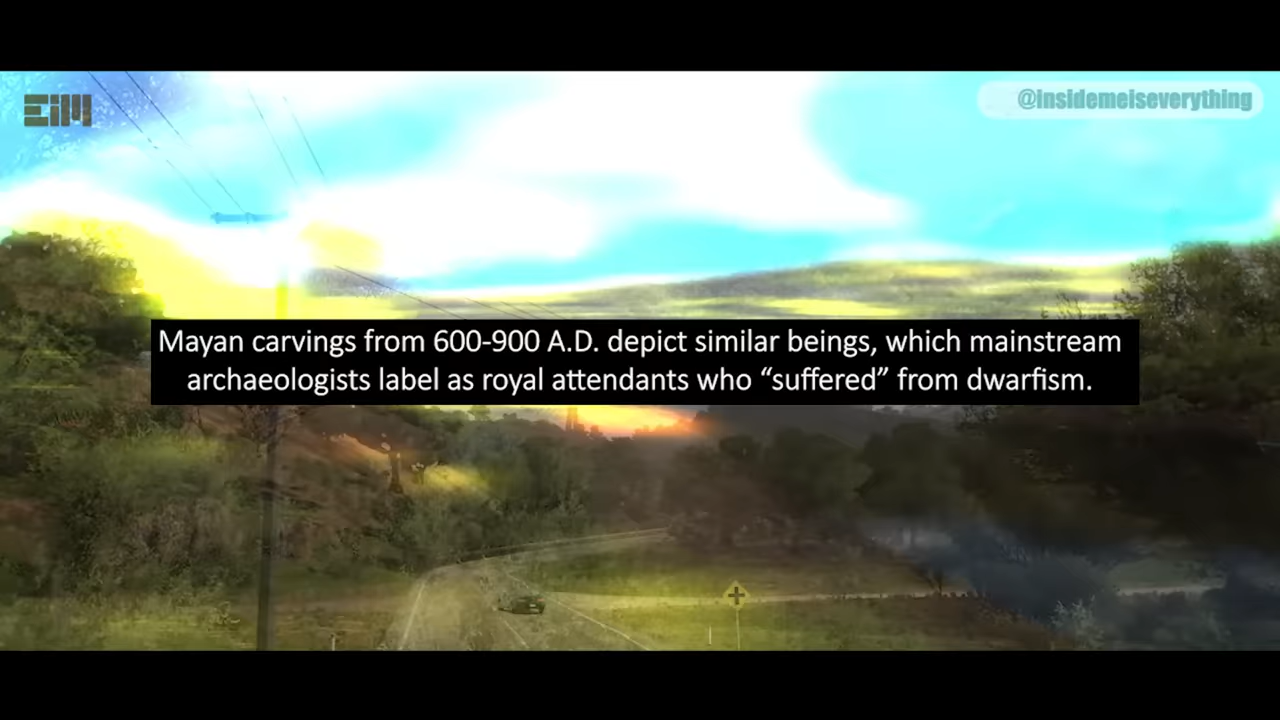 EiM
@insidemeiseverything
Mayan carvings from 600-900 A.D. depict similar beings, which mainstream
archaeologists label as royal attendants who “suffered” from dwarfism.